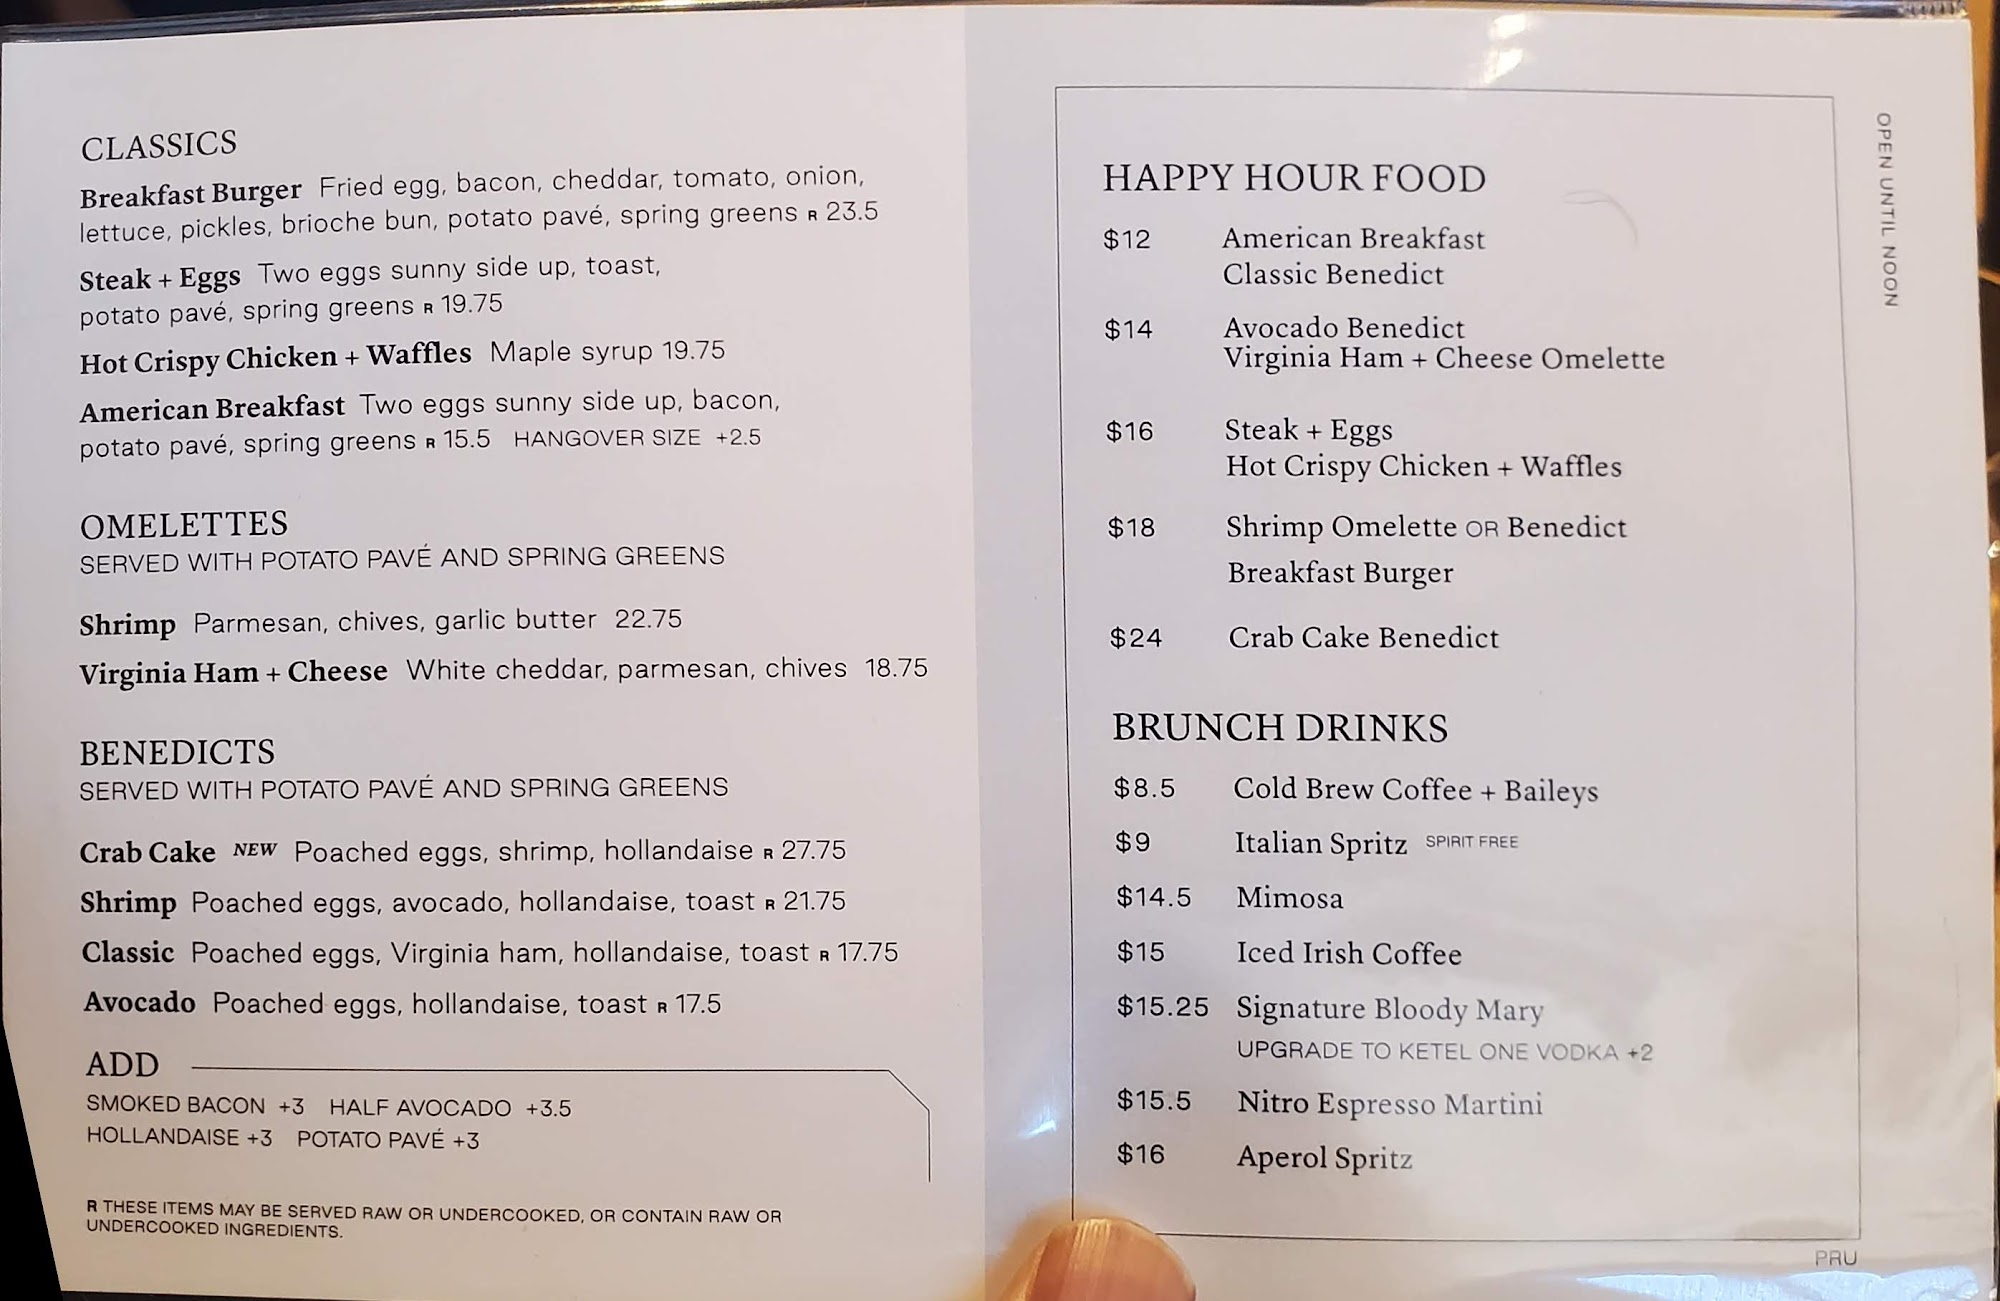 CLASSICS
Breakfast Burger Fried egg, bacon, cheddar, tomato, onion,
lettuce, pickles, brioche bun, potato pavé, spring greens R 23.5
Steak + Eggs Two eggs sunny side up, toast,
potato pavé, spring greens R 19.75
Hot Crispy Chicken + Waffles Maple syrup 19.75
American Breakfast Two eggs sunny side up, bacon,
potato pavé, spring greens R 15.5 HANGOVER SIZE +2.5
OMELETTES
SERVED WITH POTATO PAVÉ AND SPRING GREENS
Shrimp Parmesan, chives, garlic butter 22.75
Virginia Ham + Cheese White cheddar, parmesan, chives 18.75
BENEDICTS
SERVED WITH POTATO PAVÉ AND SPRING GREENS
Crab Cake NEW Poached eggs, shrimp, hollandaise R 27.75
Shrimp Poached eggs, avocado, hollandaise, toast R 21.75
Classic Poached eggs, Virginia ham, hollandaise, toast R 17.75
Avocado Poached eggs, hollandaise, toast R 17.5
ADD
SMOKED BACON +3 HALF AVOCADO +3.5
HOLLANDAISE +3 POTATO PAVÉ +3
R THESE ITEMS MAY BE SERVED RAW OR UNDERCOOKED, OR CONTAIN RAW OR
UNDERCOOKED INGREDIENTS.
HAPPY HOUR FOOD
$12 American Breakfast
Classic Benedict
$14 Avocado Benedict
Virginia Ham + Cheese Omelette
$16 Steak + Eggs
Hot Crispy Chicken + Waffles
$18 Shrimp Omelette OR Benedict
Breakfast Burger
$24 Crab Cake Benedict
BRUNCH DRINKS
$8.5 Cold Brew Coffee + Baileys
$9 Italian Spritz SPIRIT FREE
$14.5 Mimosa
$15 Iced Irish Coffee
$15.25 Signature Bloody Mary
UPGRADE TO KETEL ONE VODKA +2
$15.5 Nitro Espresso Martini
$16 Aperol Spritz
OPEN UNTIL NOON
PRU